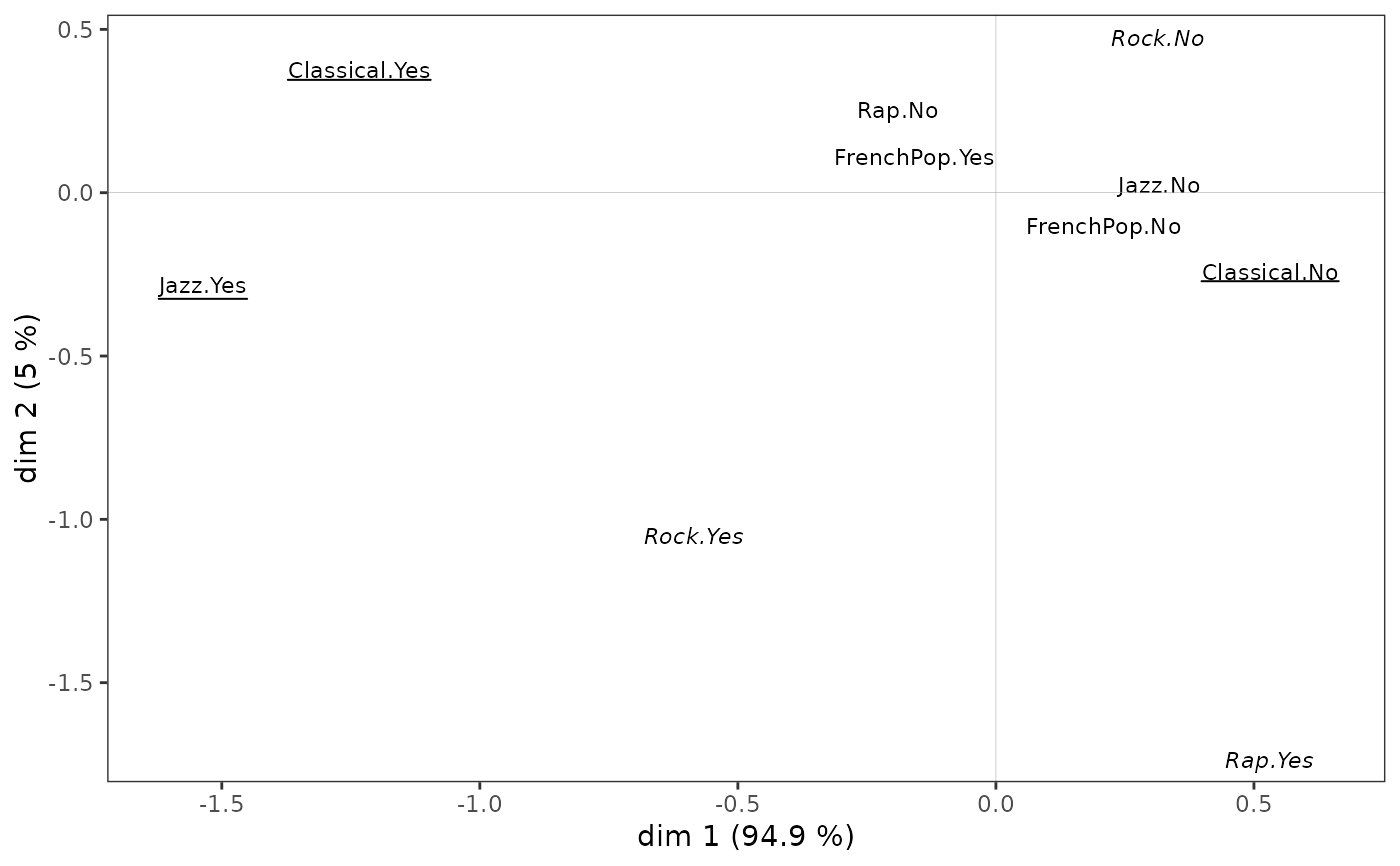 0.5
Rock.No
Classical.Yes
Rap.No
FrenchPop.Yes
0.0
Jazz.No
FrenchPop.No
Classical.No
Jazz.Yes
-0.5
dim 2 (5 %)
-1.0
Rock.Yes
-1.5
Rap.Yes
-1.5 -1.0 -0.5 0.0 0.5
dim 1 (94.9 %)